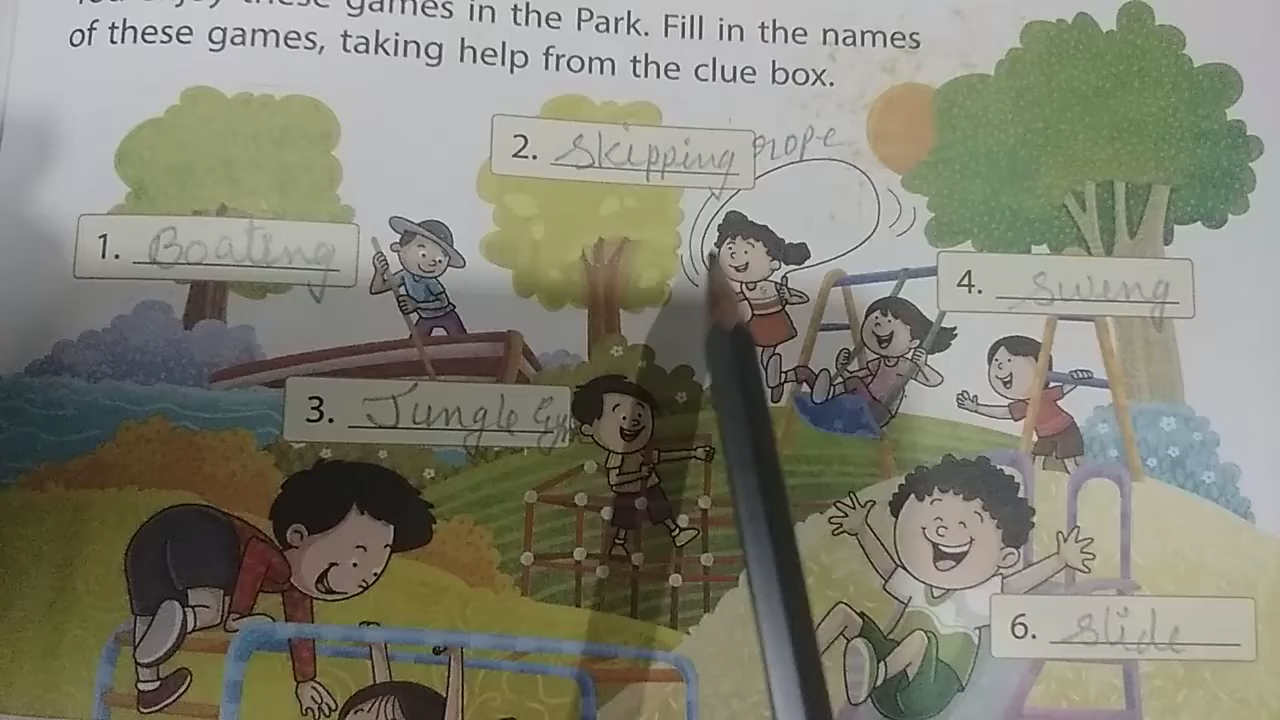 games in the Park. Fill in the names
of these games, taking help from the clue box.
2. Skipping rope
1. Boating
4. Swing
3. Jungle
6. Slide